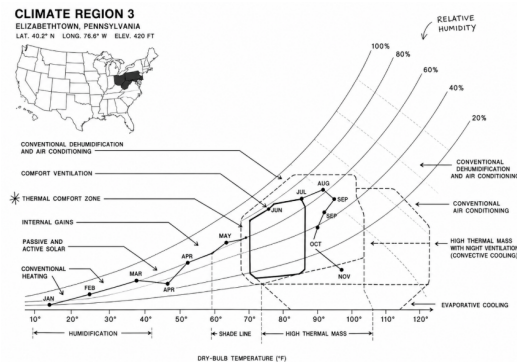 CLIMATE REGION 3
ELIZABETHTOWN, PENNSYLVANIA
LAT. 40.2° N LONG. 76.6° W ELEV. 420 FT
RELATIVE
HUMIDITY
100%
80%
60%
40%
20%
CONVENTIONAL DEHUMIDIFICATION
AND AIR CONDITIONING
COMFORT VENTILATION
THERMAL COMFORT ZONE
INTERNAL GAINS
PASSIVE AND
ACTIVE SOLAR
CONVENTIONAL
HEATING
JAN
FEB
MAR
APR
APR
MAY
JUN
JUL
AUG
SEP
SEP
OCT
NOV
CONVENTIONAL
DEHUMIDIFICATION
AND AIR CONDITIONING
CONVENTIONAL
AIR CONDITIONING
HIGH THERMAL MASS
WITH NIGHT VENTILATION
(CONVECTIVE COOLING)
EVAPORATIVE COOLING
10° 20° 30° 40° 50° 60° 70° 80° 90° 100° 110° 120°
HUMIDIFICATION
SHADE LINE
HIGH THERMAL MASS
DRY-BULB TEMPERATURE (°F)